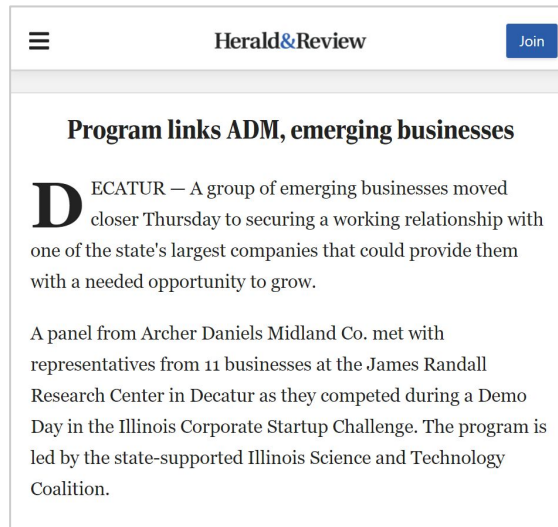 Herald&Review
Join
Program links ADM, emerging businesses
DECATUR — A group of emerging businesses moved
closer Thursday to securing a working relationship with
one of the state's largest companies that could provide them
with a needed opportunity to grow.
A panel from Archer Daniels Midland Co. met with
representatives from 11 businesses at the James Randall
Research Center in Decatur as they competed during a Demo
Day in the Illinois Corporate Startup Challenge. The program is
led by the state-supported Illinois Science and Technology
Coalition.